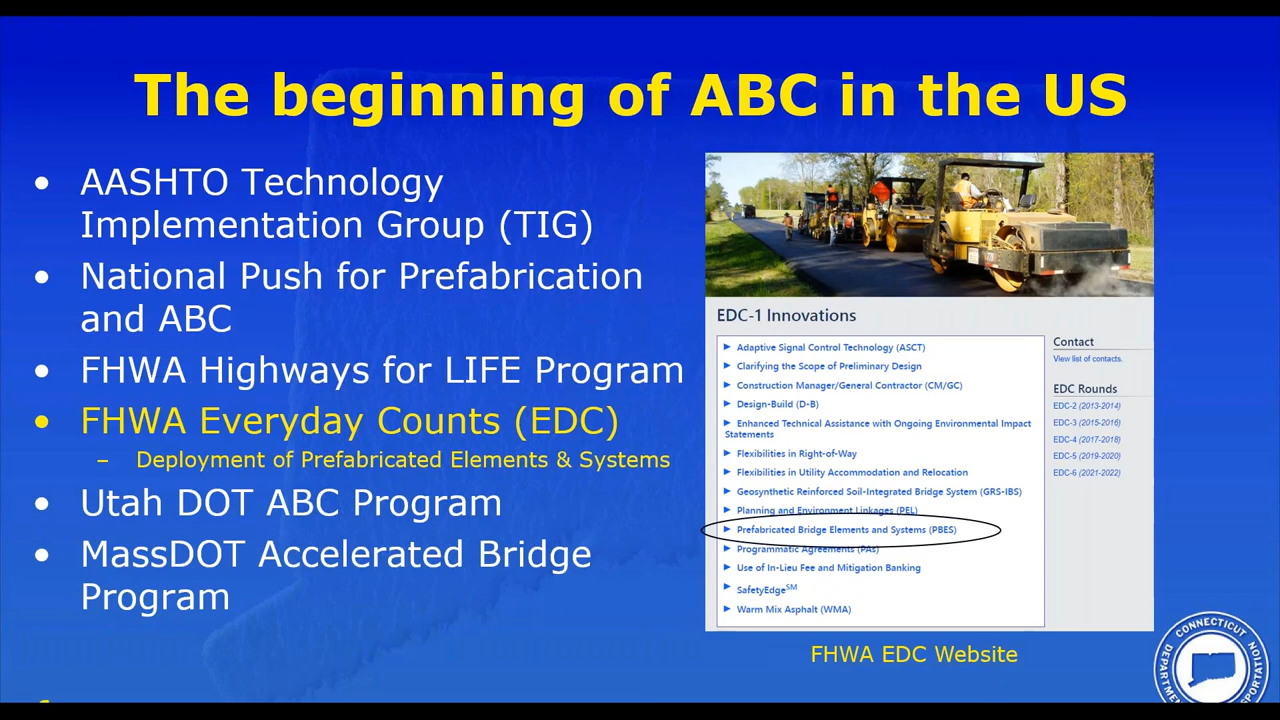 The beginning of ABC in the US
• AASHTO Technology
Implementation Group (TIG)
• National Push for Prefabrication
and ABC
• FHWA Highways for LIFE Program
• FHWA Everyday Counts (EDC)
– Deployment of Prefabricated Elements & Systems
• Utah DOT ABC Program
• MassDOT Accelerated Bridge
Program
EDC-1 Innovations
Adaptive Signal Control Technology (ASCT)
Clarifying the Scope of Preliminary Design
Construction Manager/General Contractor (CM/GC)
Design-Build (D-B)
Enhanced Technical Assistance with Ongoing Environmental Impact
Statements
Flexibilities in Right-of-Way
Flexibilities in Utility Accommodation and Relocation
Geosynthetic Reinforced Soil-Integrated Bridge System (GRS-IBS)
Planning and Environment Linkages (PEL)
Prefabricated Bridge Elements and Systems (PBES)
Programmatic Agreements (PAs)
Use of In-Lieu Fee and Mitigation Banking
SafetyEdgeSM
Warm Mix Asphalt (WMA)
Contact
View list of contacts.
EDC Rounds
EDC-2 (2013-2014)
EDC-3 (2015-2016)
EDC-4 (2017-2018)
EDC-5 (2019-2020)
EDC-6 (2021-2022)
FHWA EDC Website
CONNECTICUT